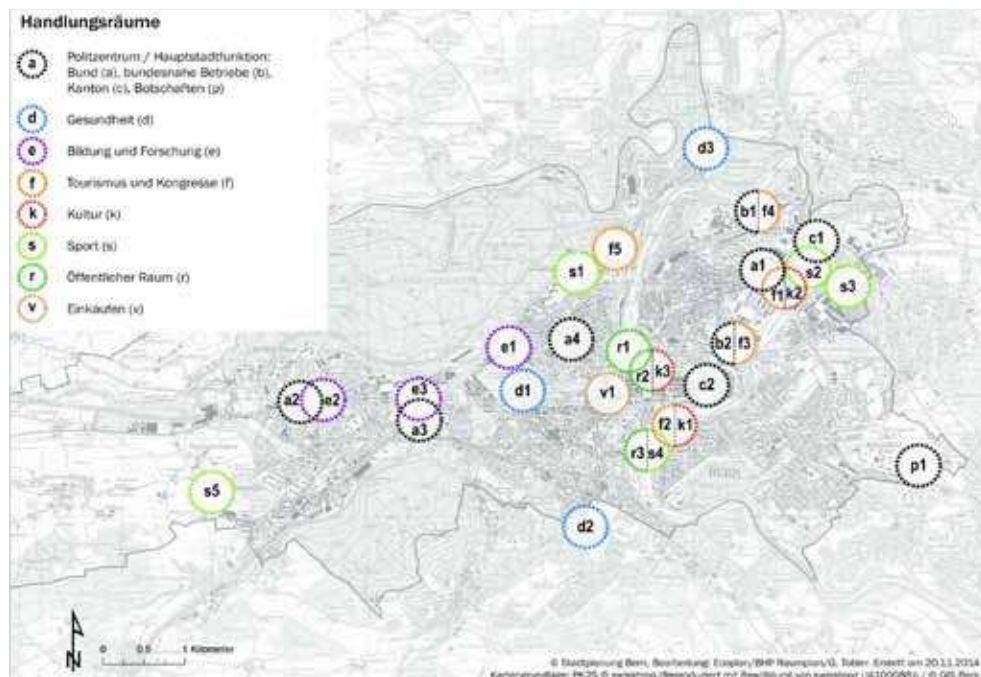 Handlungsräume
a
Politzentrum / Hauptstadtfunktion:
Bund (a), bundesnahe Betriebe (b),
Kanton (c), Botschaften (p)
d Gesundheit (d)
e Bildung und Forschung (e)
f Tourismus und Kongresse (f)
k Kultur (k)
s Sport (s)
r Öffentlicher Raum (r)
v Einkaufen (v)
d3
b1 f4
c1
f5
s1
a1
s2
f1 k2
s3
e1
a4
r1
b2 f3
r2 k3
d1
v1
c2
a2 e2
e3
a3
f2 k1
r3 s4
p1
s5
d2
N
0 0.5 1 Kilometer
© Stadtplanung Bern, Bearbeitung: Ecoplan/BHP Raumplan/G. Tobler. Erstellt am 20.11.2014